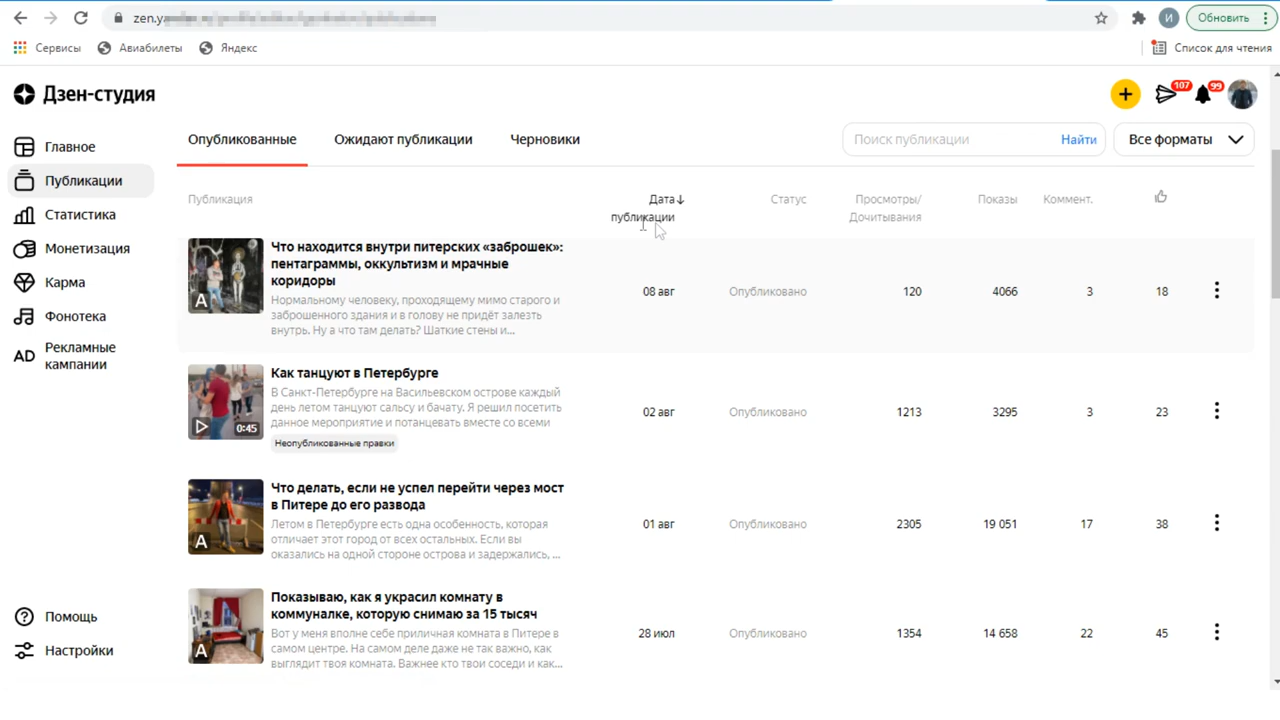 zen.y
И
Обновить
Сервисы
Авиабилеты
Яндекс
Список для чтения
Дзен-студия
107
99
Главное
Публикации
Статистика
Монетизация
Карма
Фонотека
AD Рекламные
кампании
Помощь
Настройки
Опубликованные
Ожидают публикации
Черновики
Поиск публикации
Найти
Все форматы
Публикация
Дата↓
публикации
Статус
Просмотры/
Дочитывания
Показы
Коммент.
A
Что находится внутри питерских «заброшек»:
пентаграммы, оккультизм и мрачные
коридоры
Нормальному человеку, проходящему мимо старого и
заброшенного здания и в голову не придёт залезть
внутрь. Ну а что там делать? Шаткие стены и...
08 авг
Опубликовано
120
4066
3
18
0:45
Как танцуют в Петербурге
В Санкт-Петербурге на Васильевском острове каждый
день летом танцуют сальсу и бачату. Я решил посетить
данное мероприятие и потанцевать вместе со всеми
Неопубликованные правки
02 авг
Опубликовано
1213
3295
3
23
A
Что делать, если не успел перейти через мост
в Питере до его развода
Летом в Петербурге есть одна особенность, которая
отличает этот город от всех остальных. Если вы
оказались на одной стороне острова и задержались, ...
01 авг
Опубликовано
2305
19 051
17
38
A
Показываю, как я украсил комнату в
коммуналке, которую снимаю за 15 тысяч
Вот у меня вполне себе приличная комната в Питере в
самом центре. На самом деле даже не так важно, как
выглядит твоя комната. Важнее кто твои соседи и как...
28 июл
Опубликовано
1354
14 658
22
45